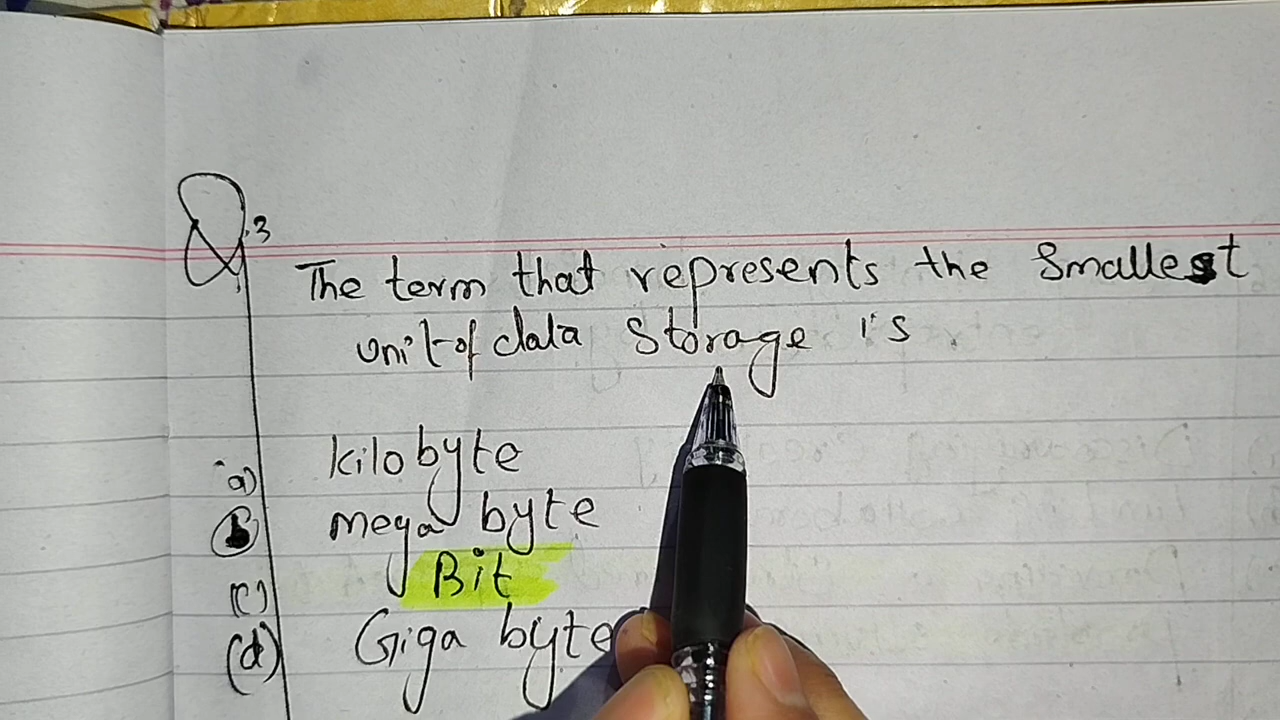 Q.3
The term that represents the Smallest
unit of data Storage is
a) kilobyte
(b) mega byte
(c) Bit
(d) Giga byte